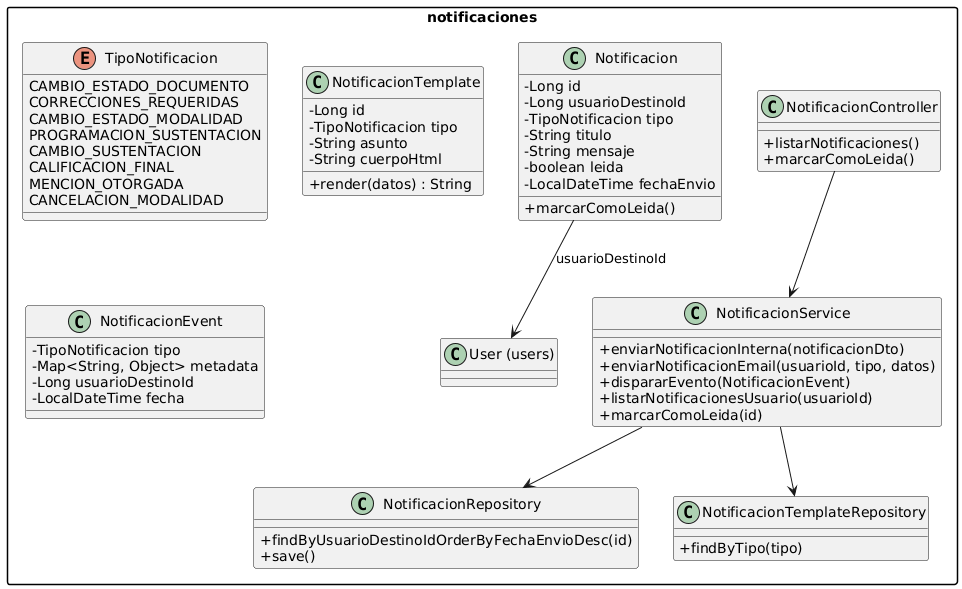 notificaciones
E TipoNotificacion
CAMBIO_ESTADO_DOCUMENTO
CORRECCIONES_REQUERIDAS
CAMBIO_ESTADO_MODALIDAD
PROGRAMACION_SUSTENTACION
CAMBIO_SUSTENTACION
CALIFICACION_FINAL
MENCION_OTORGADA
CANCELACION_MODALIDAD
C NotificacionTemplate
-Long id
-TipoNotificacion tipo
-String asunto
-String cuerpoHtml
+render(datos) : String
C Notificacion
-Long id
-Long usuarioDestinoId
-TipoNotificacion tipo
-String titulo
-String mensaje
-boolean leida
-LocalDateTime fechaEnvio
+marcarComoLeida()
C NotificacionController
+listarNotificaciones()
+marcarComoLeida()
usuarioDestinoId
C NotificacionEvent
-TipoNotificacion tipo
-Map<String, Object> metadata
-Long usuarioDestinoId
-LocalDateTime fecha
C User (users)
C NotificacionService
+enviarNotificacionInterna(notificacionDto)
+enviarNotificacionEmail(usuarioId, tipo, datos)
+dispararEvento(NotificacionEvent)
+listarNotificacionesUsuario(usuarioId)
+marcarComoLeida(id)
C NotificacionRepository
+findByUsuarioDestinoIdOrderByFechaEnvioDesc(id)
+save()
C NotificacionTemplateRepository
+findByTipo(tipo)